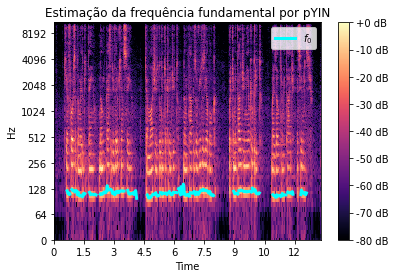 Estimação da frequência fundamental por pYIN
8192
4096
2048
1024
512
256
128
64
0
Hz
0 1.5 3 4.5 6 7.5 9 10 12
Time
f0
+0 dB
-10 dB
-20 dB
-30 dB
-40 dB
-50 dB
-60 dB
-70 dB
-80 dB